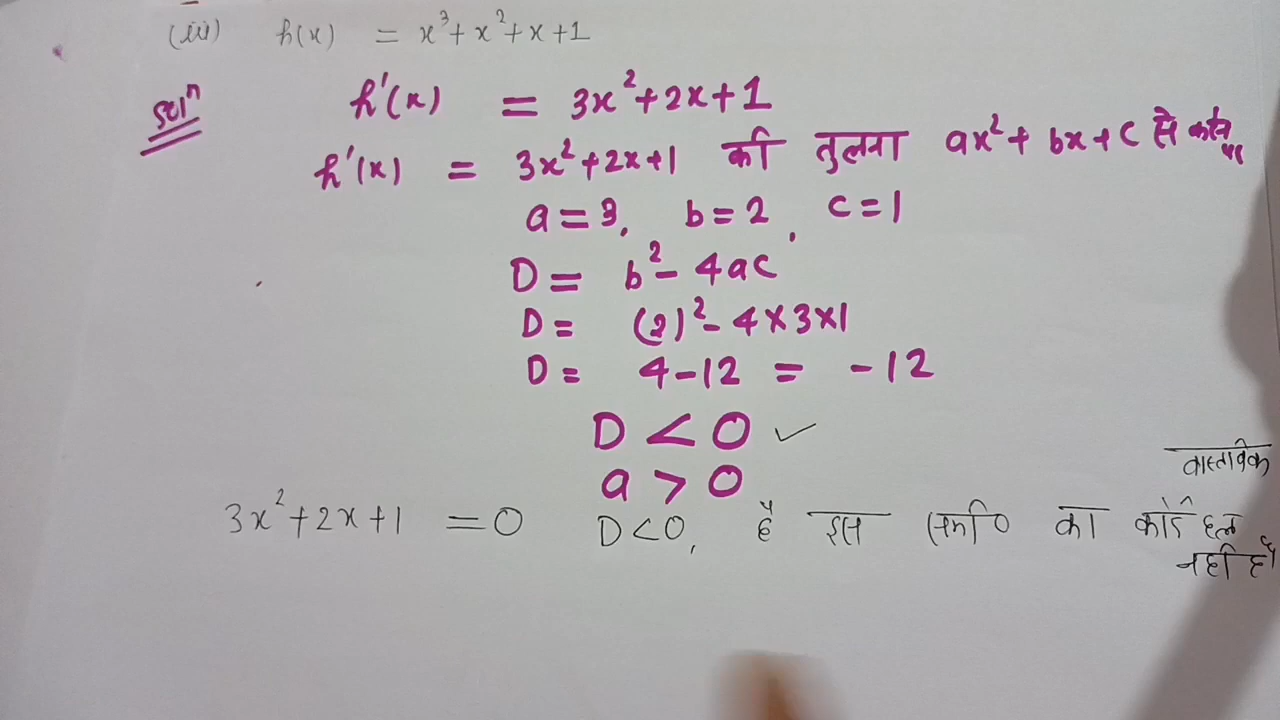 (iii) h(x) = x³ + x² + x + 1
solⁿ h'(x) = 3x² + 2x + 1
h'(x) = 3x² + 2x + 1 की तुलना ax² + bx + c से करने पर
a = 3, b = 2, c = 1
D = b² - 4ac
D = (2)² - 4 × 3 × 1
D = 4 - 12 = -12
D < 0 ✓
a > 0
वास्तविक
3x² + 2x + 1 = 0 D < 0, है इस समी० का कोई हल
नहीं है